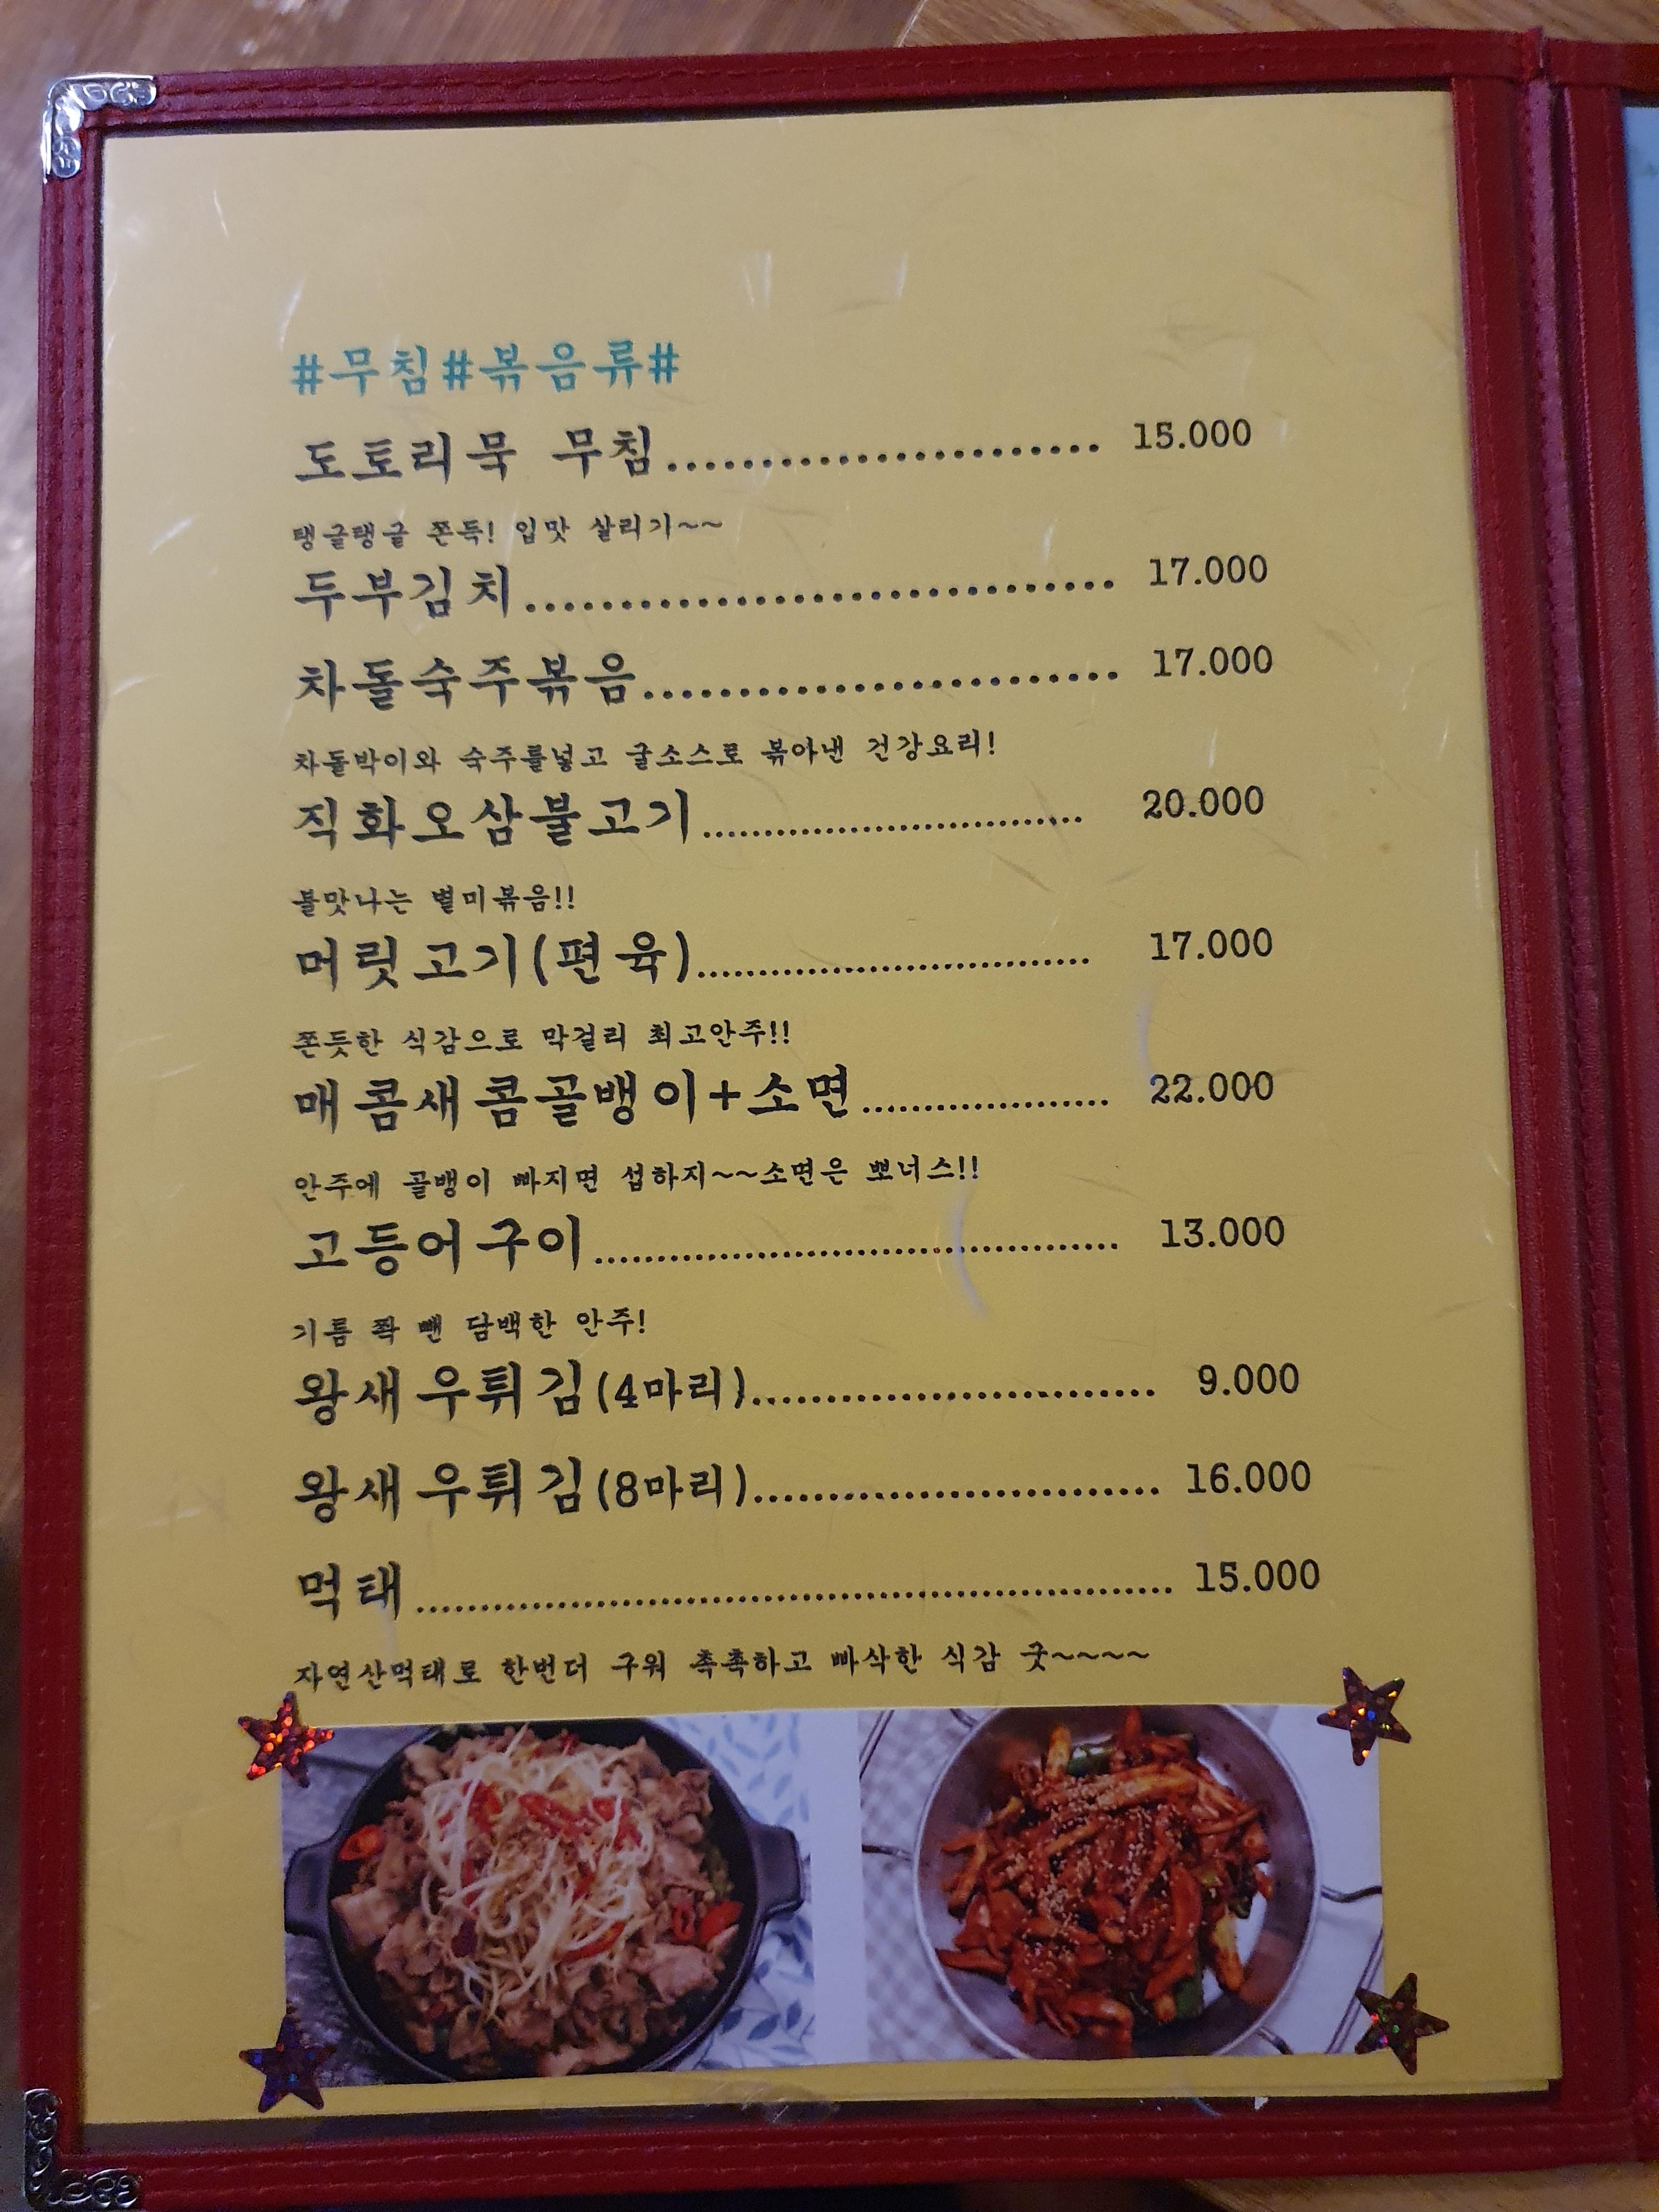 #무침#볶음류#
도토리묵 무침........................ 15.000
탱글탱글 쫀득! 입맛 살리기~~
두부김치................................ 17.000
차돌숙주볶음.......................... 17.000
차돌박이와 숙주를넣고 굴소스로 볶아낸 건강요리!
직화오삼불고기............................... 20.000
불맛나는 별미볶음!!
머릿고기(편육)................................ 17.000
쫀듯한 식감으로 막걸리 최고안주!!
매콤새콤골뱅이+소면.................... 22.000
안주에 골뱅이 빠지면 섭하지~~소면은 뽀너스!!
고등어구이.......................................... 13.000
기름 쫙 뺀 담백한 안주!
왕새우튀김(4마리)................................. 9.000
왕새우튀김(8마리)................................. 16.000
먹태............................................................. 15.000
자연산먹태로 한번더 구워 촉촉하고 빠삭한 식감 굿~~~~